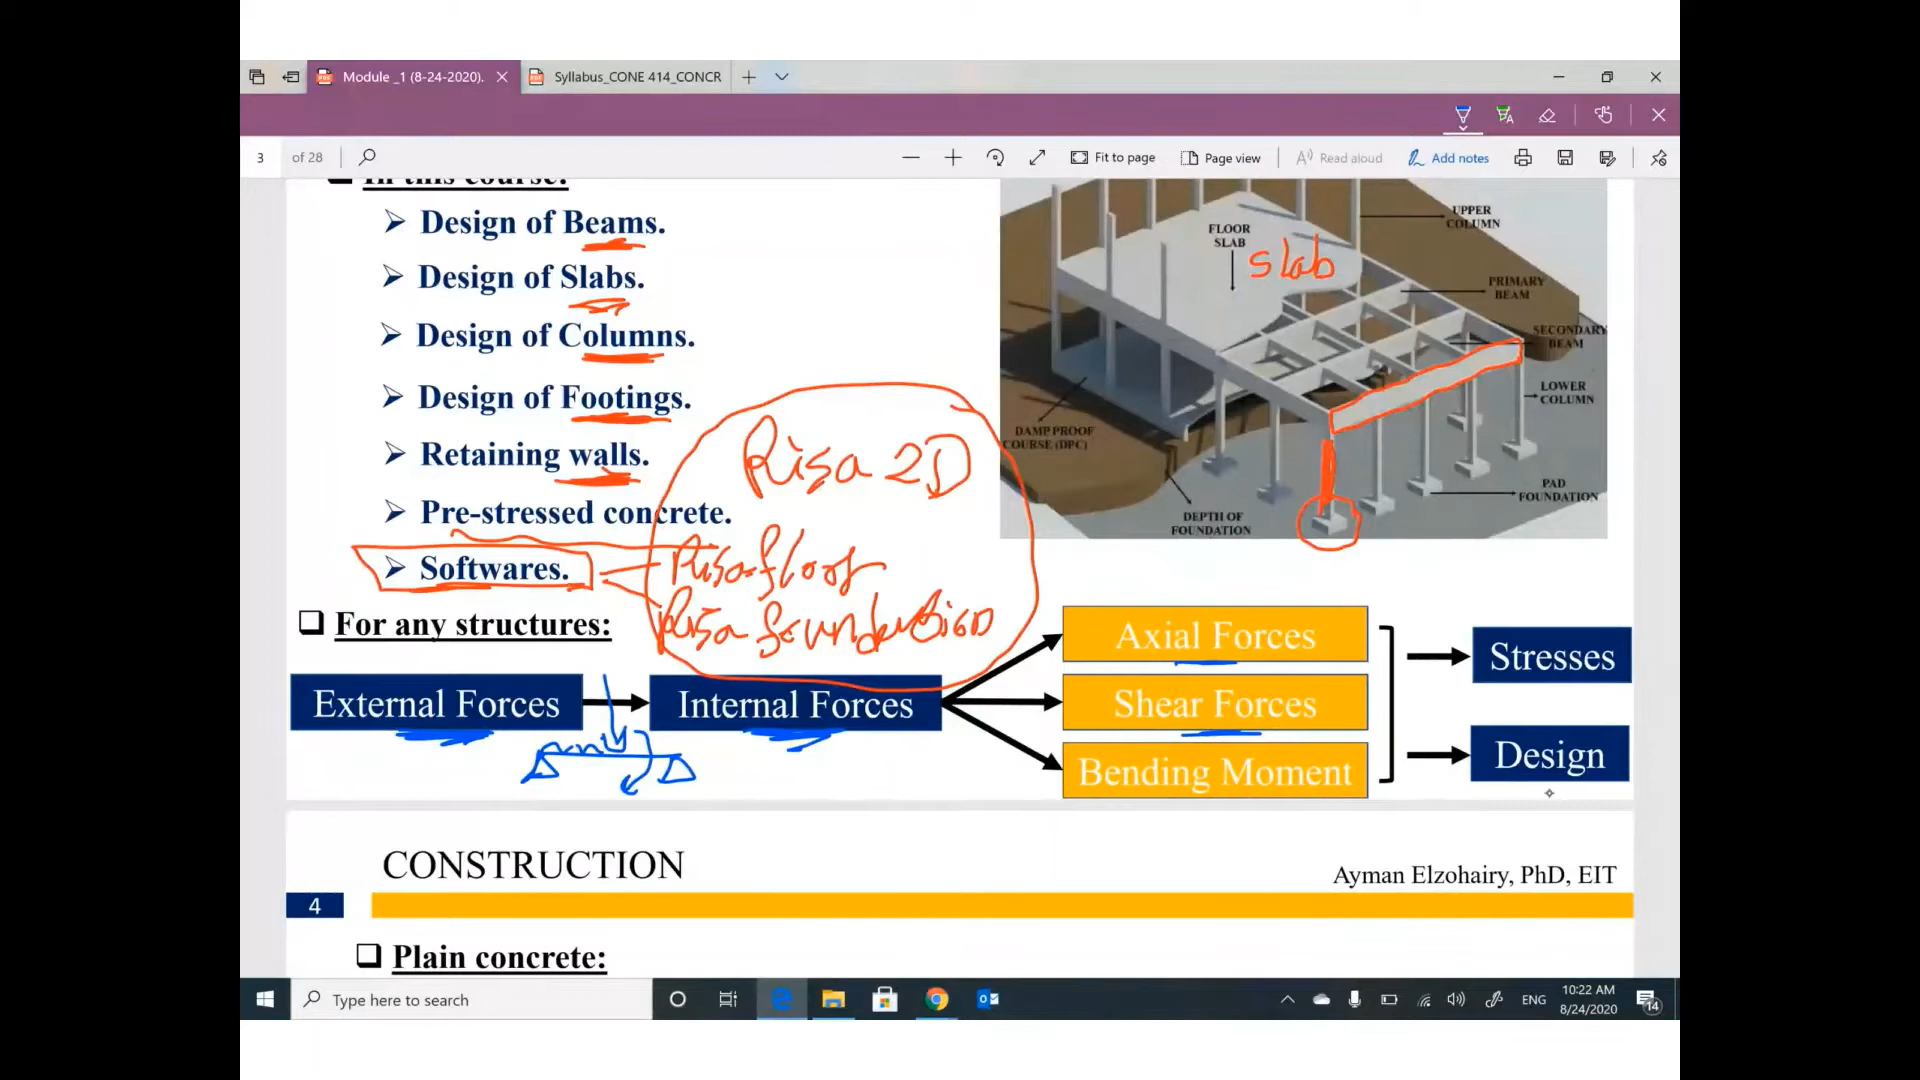 Module _1 (8-24-2020).
Syllabus_CONE 414_CONCR
3 of 28
Fit to page
Page view
Read aloud
Add notes
In this course:
Design of Beams.
Design of Slabs.
Design of Columns.
Design of Footings.
Retaining walls.
Pre-stressed concrete.
Softwares.
Risa 2D
Risa floor
Risa foundation
UPPER
COLUMN
FLOOR
SLAB
slab
PRIMARY
BEAM
SECONDARY
BEAM
LOWER
COLUMN
DAMP PROOF
COURSE (DPC)
PAD
FOUNDATION
DEPTH OF
FOUNDATION
For any structures:
External Forces
Internal Forces
Axial Forces
Shear Forces
Bending Moment
Stresses
Design
CONSTRUCTION
Ayman Elzohairy, PhD, EIT
4
Plain concrete:
Type here to search
ENG
10:22 AM
8/24/2020
14